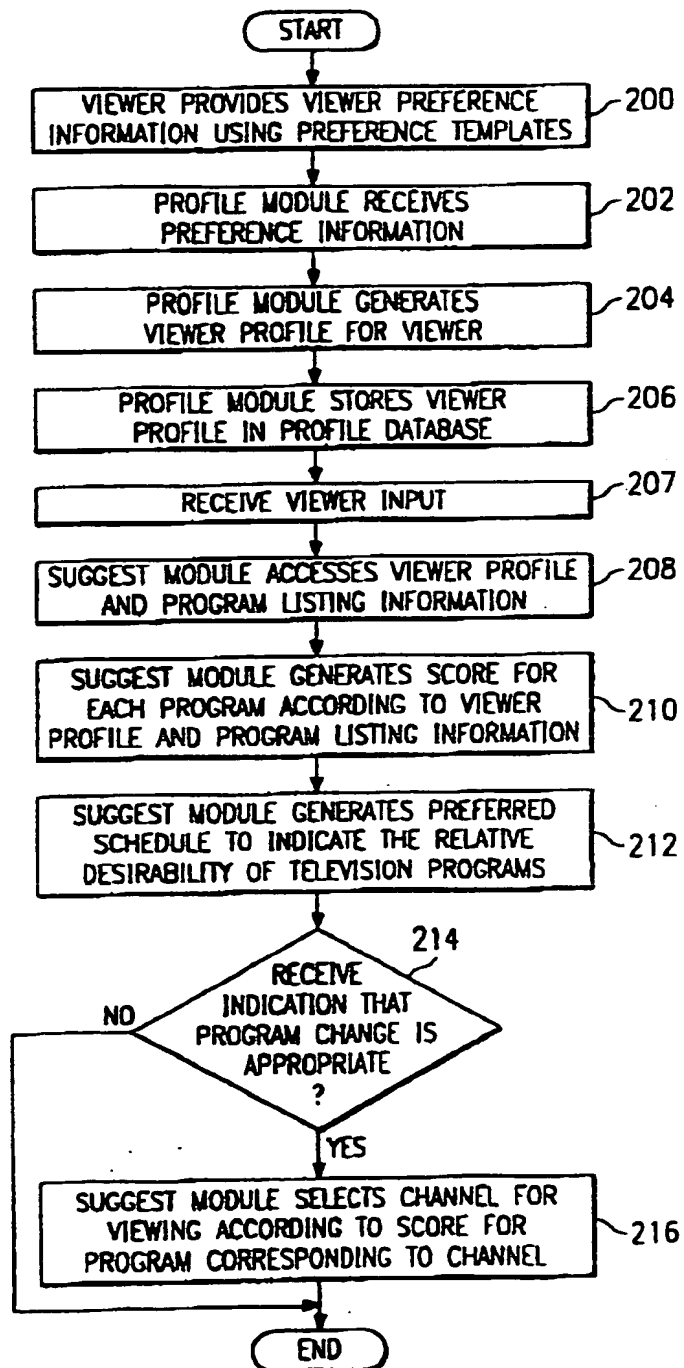 START
VIEWER PROVIDES VIEWER PREFERENCE
INFORMATION USING PREFERENCE TEMPLATES
200
PROFILE MODULE RECEIVES
PREFERENCE INFORMATION
202
PROFILE MODULE GENERATES
VIEWER PROFILE FOR VIEWER
204
PROFILE MODULE STORES VIEWER
PROFILE IN PROFILE DATABASE
206
RECEIVE VIEWER INPUT
207
SUGGEST MODULE ACCESSES VIEWER PROFILE
AND PROGRAM LISTING INFORMATION
208
SUGGEST MODULE GENERATES SCORE FOR
EACH PROGRAM ACCORDING TO VIEWER
PROFILE AND PROGRAM LISTING INFORMATION
210
SUGGEST MODULE GENERATES PREFERRED
SCHEDULE TO INDICATE THE RELATIVE
DESIRABILITY OF TELEVISION PROGRAMS
212
214
RECEIVE
INDICATION THAT
PROGRAM CHANGE IS
APPROPRIATE
?
NO
YES
SUGGEST MODULE SELECTS CHANNEL FOR
VIEWING ACCORDING TO SCORE FOR
PROGRAM CORRESPONDING TO CHANNEL
216
END